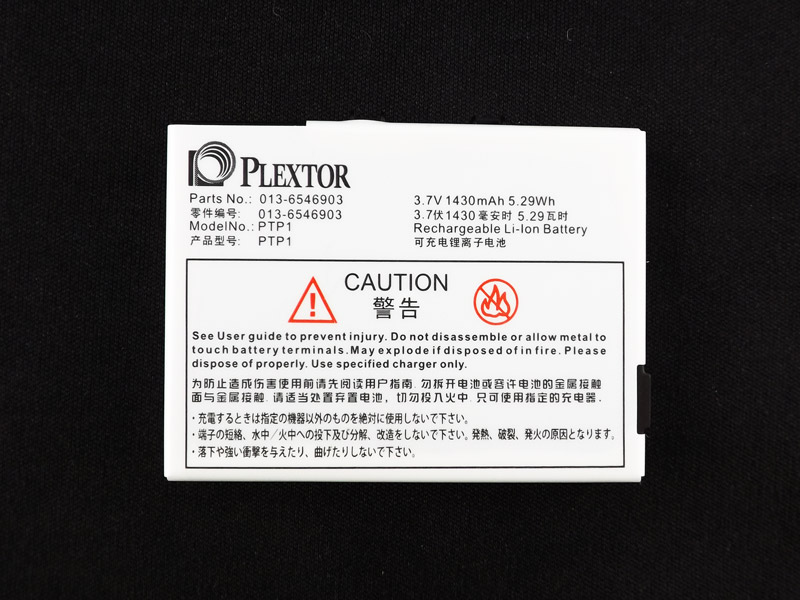 PLEXTOR
Parts No.: 013-6546903
零件编号: 013-6546903
ModelNo.: PTP1
产品型号: PTP1
3.7V 1430mAh 5.29Wh
3.7伏1430毫安时 5.29瓦时
Rechargeable Li-Ion Battery
可充电锂离子电池
CAUTION
警告
See User guide to prevent injury. Do not disassemble or allow metal to
touch battery terminals. May explode if disposed of in fire. Please
dispose of properly. Use specified charger only.
为防止造成伤害使用前请先阅读用户指南.勿拆开电池或容许电池的金属接触
面与金属接触.请适当处置弃置电池，切勿投入火中.只可使用指定的充电器.
・充電するときは指定の機器以外のものを絶対に使用しないで下さい。
・端子の短絡、水中／火中への投下及び分解、改造をしないで下さい。発熱、破裂、発火の原因となります。
・落下や強い衝撃を与えたり、曲げたりしないで下さい。